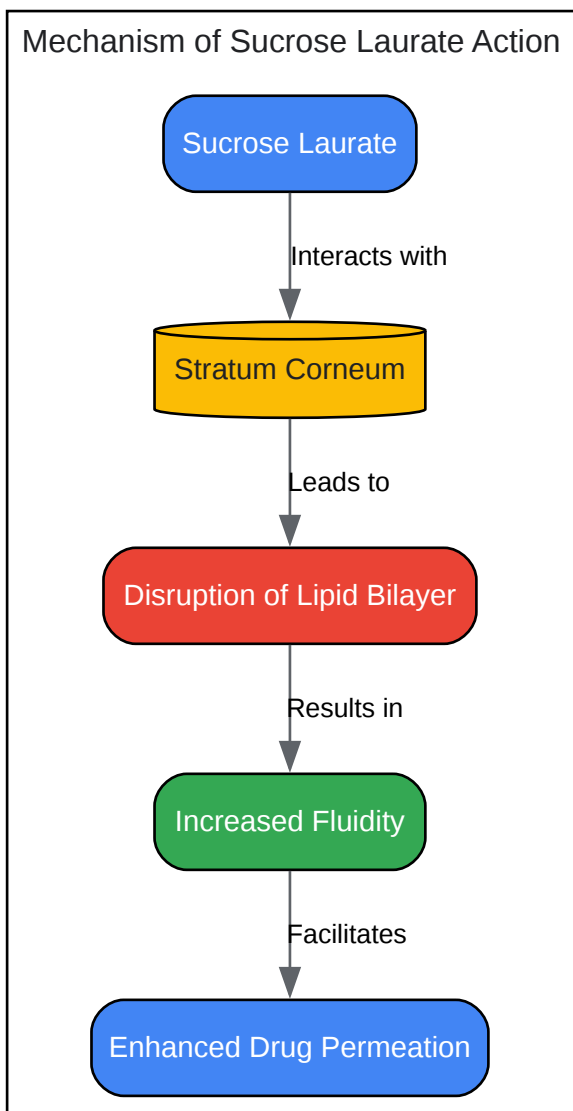 Mechanism of Sucrose Laurate Action
Sucrose Laurate
Interacts with
Stratum Corneum
Leads to
Disruption of Lipid Bilayer
Results in
Increased Fluidity
Facilitates
Enhanced Drug Permeation